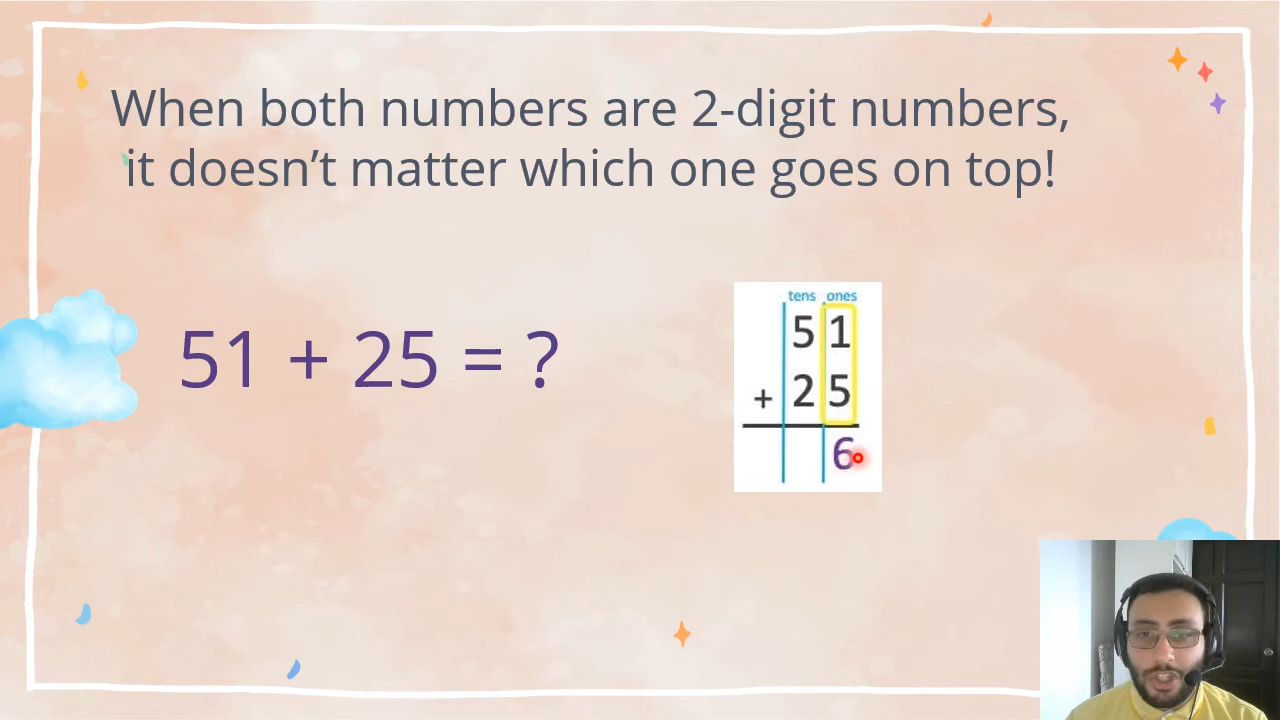 When both numbers are 2-digit numbers,
it doesn’t matter which one goes on top!
51 + 25 = ?
tens ones
5 1
+ 2 5
6